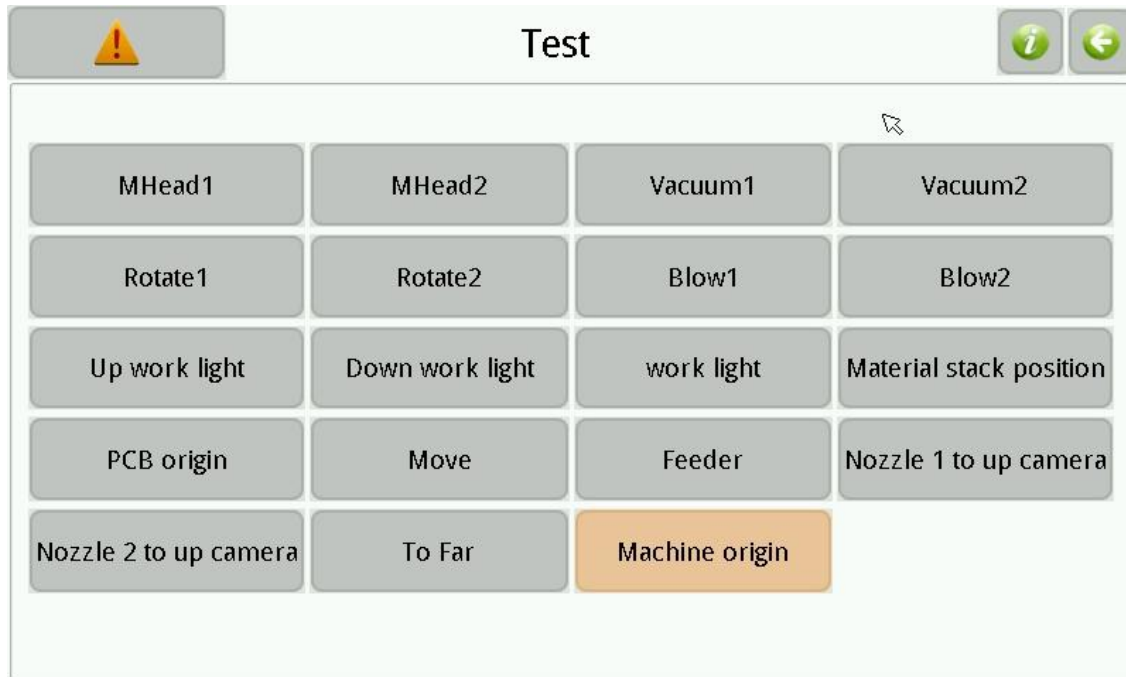 Test
MHead1
MHead2
Vacuum1
Vacuum2
Rotate1
Rotate2
Blow1
Blow2
Up work light
Down work light
work light
Material stack position
PCB origin
Move
Feeder
Nozzle 1 to up camera
Nozzle 2 to up camera
To Far
Machine origin